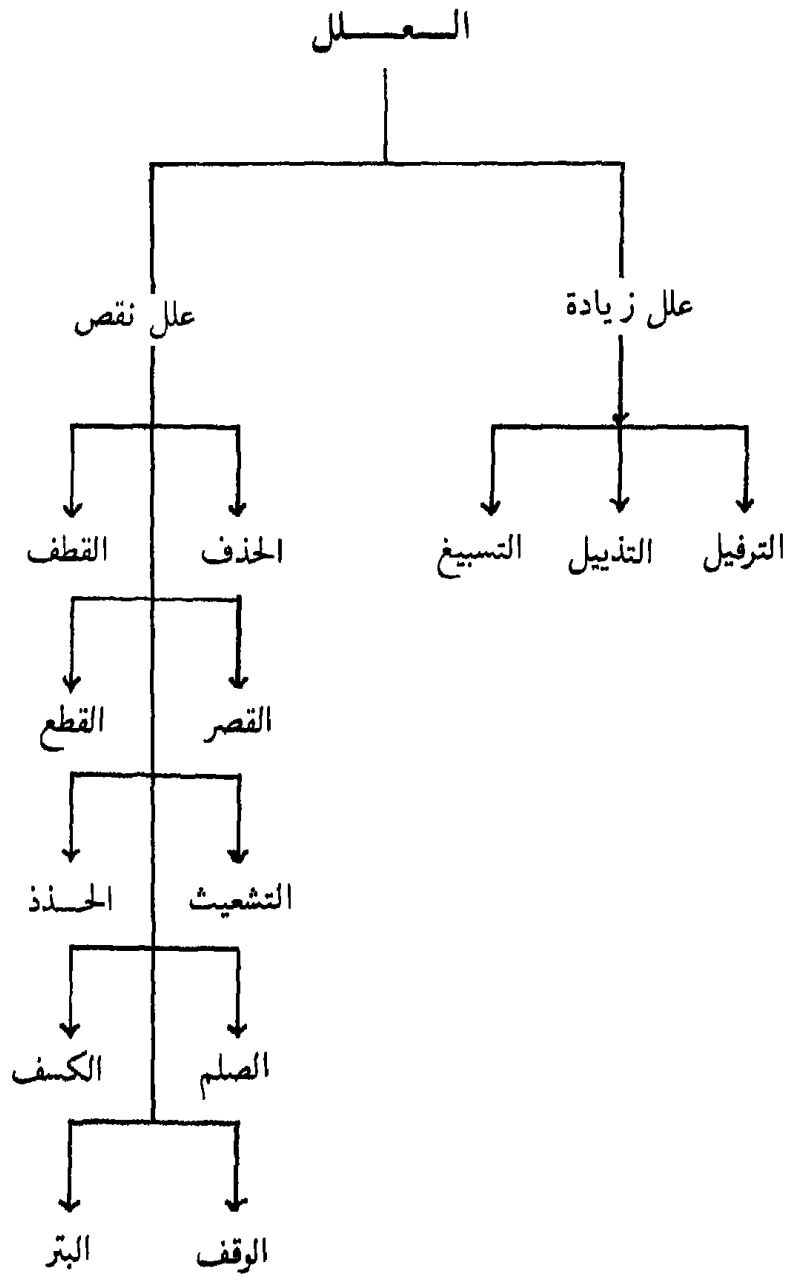 العلل
علل زيادة
علل نقص
الترفيل التذييل التسبيغ
الحذف القطف
القصر القطع
التشعيث الحذذ
الصلم الكسف
الوقف البتر